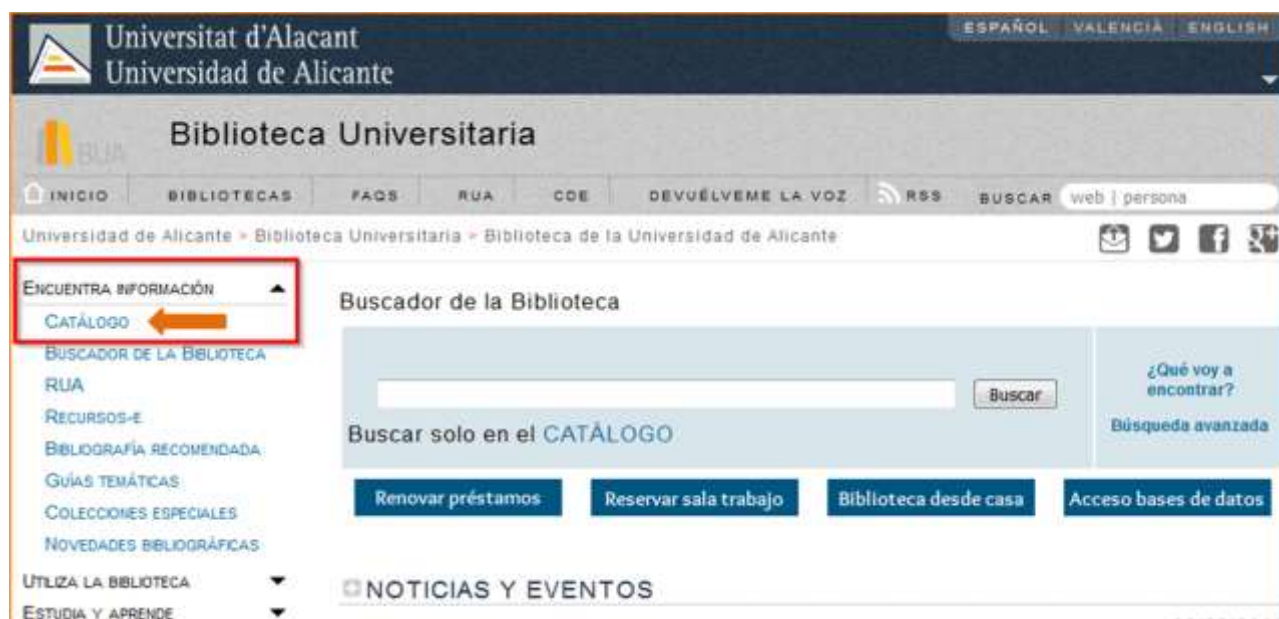 Universitat d'Alacant
Universidad de Alicante
ESPAÑOL VALENCIÀ ENGLISH
BUA
Biblioteca Universitaria
INICIO BIBLIOTECAS FAQS RUA CDE DEVUÉLVEME LA VOZ RSS BUSCAR web | persona
Universidad de Alicante > Biblioteca Universitaria > Biblioteca de la Universidad de Alicante
ENCUENTRA INFORMACIÓN
CATÁLOGO
BUSCADOR DE LA BIBLIOTECA
RUA
RECURSOS-E
BIBLIOGRAFÍA RECOMENDADA
GUÍAS TEMÁTICAS
COLECCIONES ESPECIALES
NOVEDADES BIBLIOGRÁFICAS
UTILIZA LA BIBLIOTECA
ESTUDIA Y APRENDE
Buscador de la Biblioteca
Buscar
Buscar solo en el CATÁLOGO
¿Qué voy a
encontrar?
Búsqueda avanzada
Renovar préstamos Reservar sala trabajo Biblioteca desde casa Acceso bases de datos
NOTICIAS Y EVENTOS